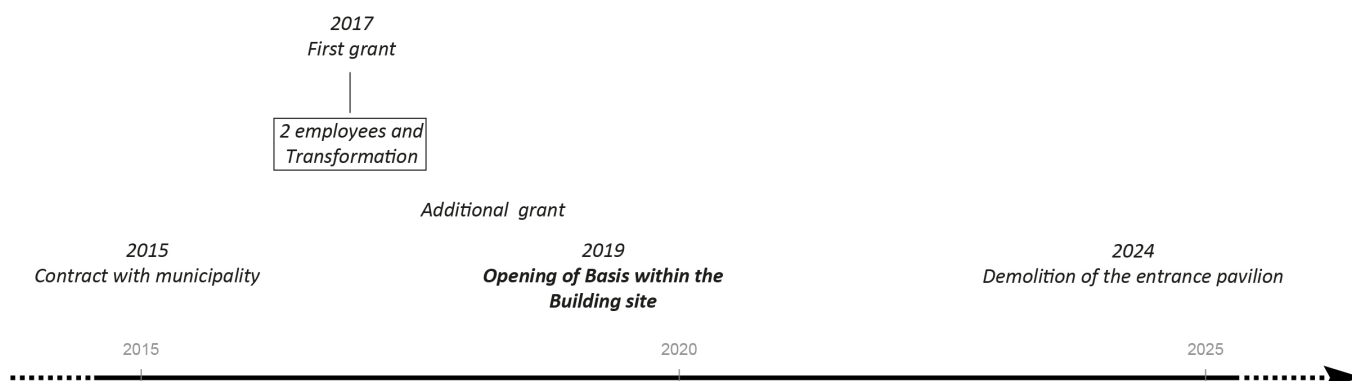 2017
First grant
2 employees and
Transformation
Additional grant
2015
Contract with municipality
2019
Opening of Basis within the
Building site
2024
Demolition of the entrance pavilion
2015
2020
2025